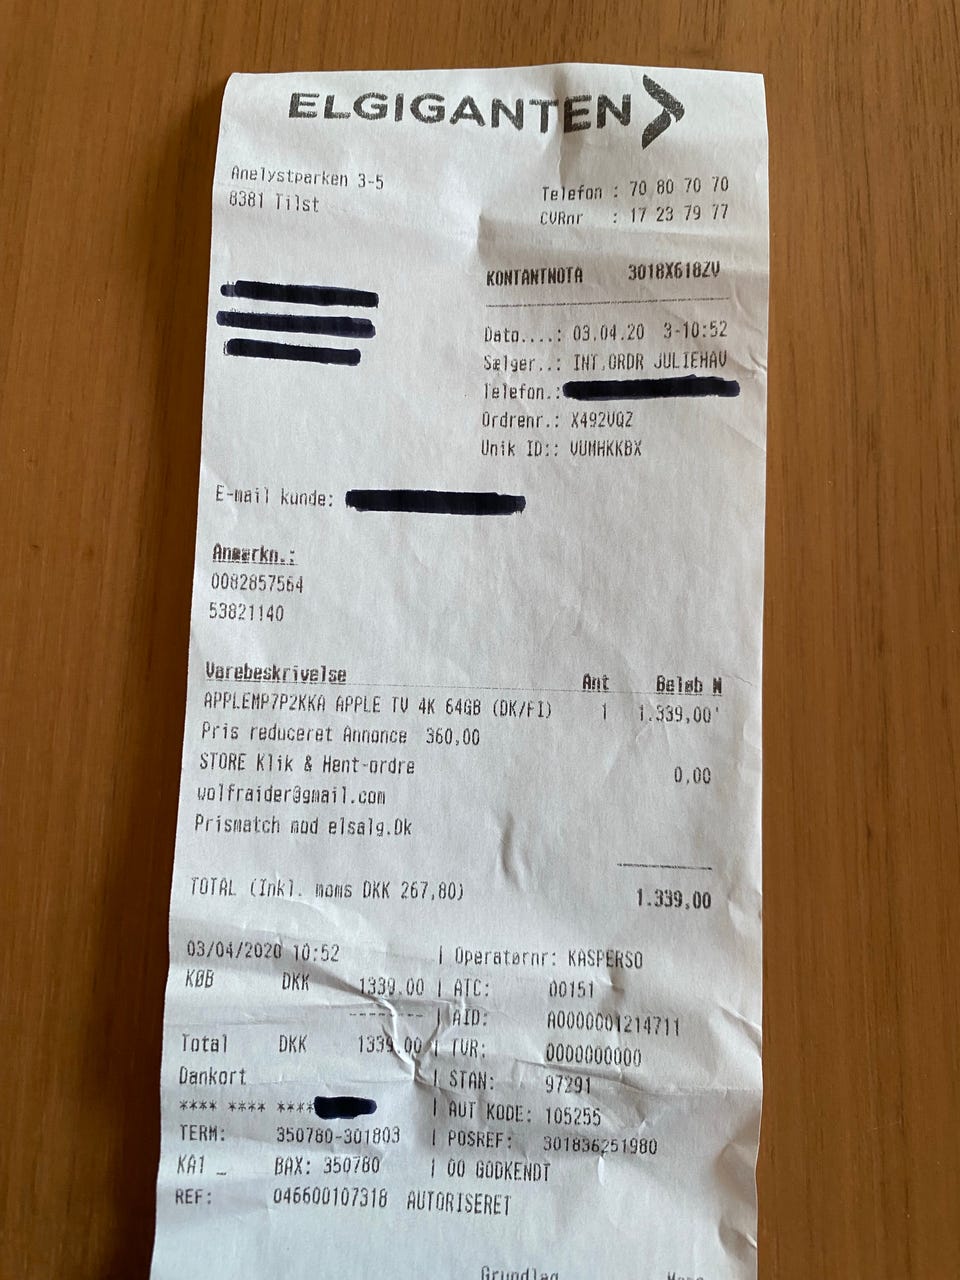 ELGIGANTEN
Anelystparken 3-5
8381 Tilst
Telefon : 70 80 70 70
CVRnr : 17 23 79 77
KONTANTNOTA 3018X618ZV
Dato....: 03.04.20 3-10:52
Sælger..: INT.ORDR JULIEHAV
Telefon.:
Ordrenr.: X492VQZ
Unik ID:: VUMHKKBX
E-mail kunde:
Anmærkn.:
0082857564
53821140
Varebeskrivelse Ant Beløb M
APPLEMP7P2KKA APPLE TV 4K 64GB (DK/FI) 1 1.339,00'
Pris reduceret Annonce 360,00
STORE Klik & Hent-ordre 0,00
wolfraider@gmail.com
Prismatch mod elsalg.Dk
TOTAL (Inkl. moms DKK 267,80) 1.339,00
03/04/2020 10:52 | Operatørnr: KASPERSO
KØB DKK 1339.00 | ATC: 00151
------------ | AID: A0000001214711
Total DKK 1339.00 | TVR: 0000000000
Dankort | STAN: 97291
**** **** **** | AUT KODE: 105255
TERM: 350780-301803 | POSREF: 301836251980
KA1 _ BAX: 350780 | 00 GODKENDT
REF: 046600107318 AUTORISERET
Grundlag Moms